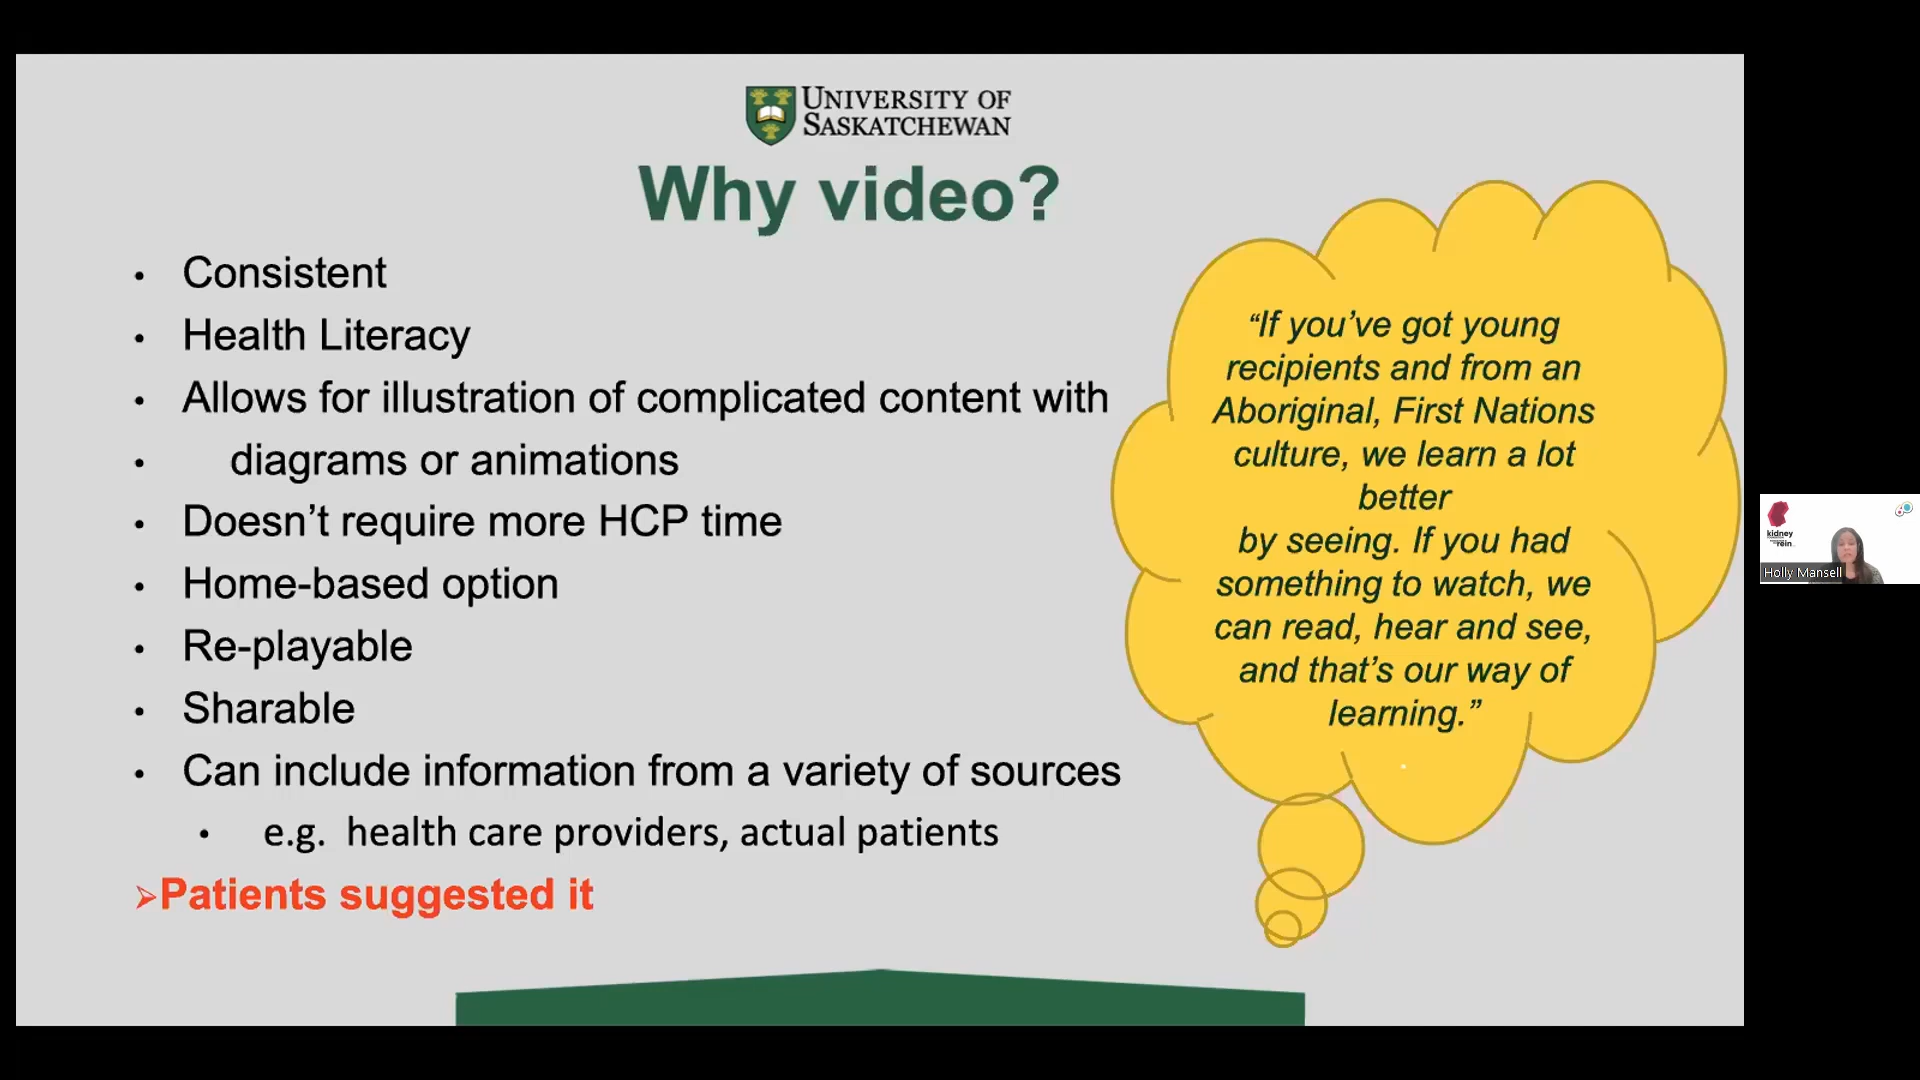 UNIVERSITY OF
SASKATCHEWAN
Why video?
• Consistent
• Health Literacy
• Allows for illustration of complicated content with
• diagrams or animations
• Doesn’t require more HCP time
• Home-based option
• Re-playable
• Sharable
• Can include information from a variety of sources
• e.g. health care providers, actual patients
➢Patients suggested it
“If you’ve got young
recipients and from an
Aboriginal, First Nations
culture, we learn a lot
better
by seeing. If you had
something to watch, we
can read, hear and see,
and that’s our way of
learning.”
kidney
rein
Holly Mansell